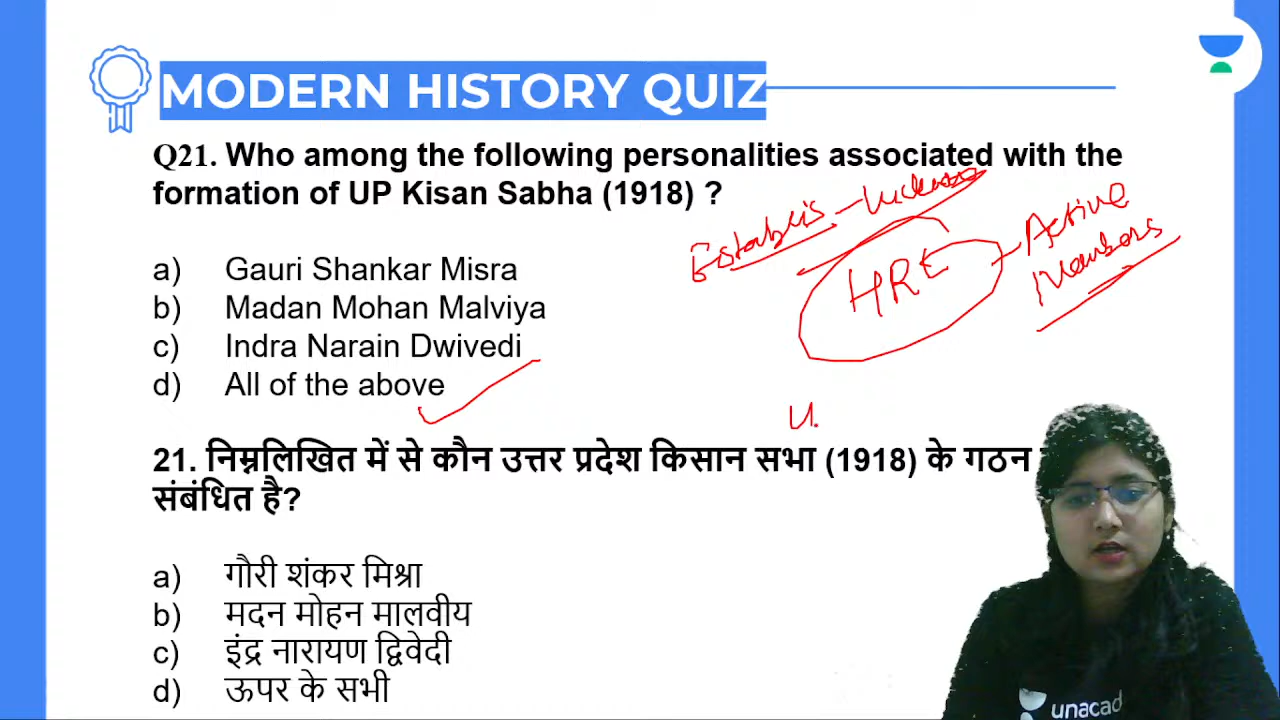 MODERN HISTORY QUIZ
Q21. Who among the following personalities associated with the
formation of UP Kisan Sabha (1918) ?
Establis -
HRE
Active
Members
a) Gauri Shankar Misra
b) Madan Mohan Malviya
c) Indra Narain Dwivedi
d) All of the above
U.
21. निम्नलिखित में से कौन उत्तर प्रदेश किसान सभा (1918) के गठन
संबंधित है?
a) गौरी शंकर मिश्रा
b) मदन मोहन मालवीय
c) इंद्र नारायण द्विवेदी
d) ऊपर के सभी
unacad